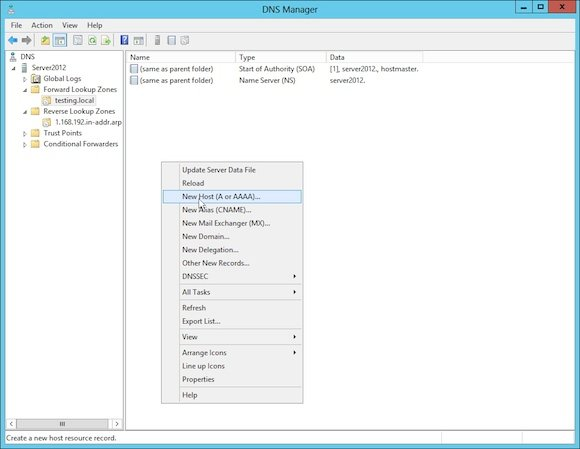 DNS Manager
File Action View Help
DNS
Server2012
Global Logs
Forward Lookup Zones
testing.local
Reverse Lookup Zones
1.168.192.in-addr.arp
Trust Points
Conditional Forwarders
Name Type Data
(same as parent folder) Start of Authority (SOA) [1], server2012., hostmaster.
(same as parent folder) Name Server (NS) server2012.
Update Server Data File
Reload
New Host (A or AAAA)...
New Alias (CNAME)...
New Mail Exchanger (MX)...
New Domain...
New Delegation...
Other New Records...
DNSSEC
All Tasks
Refresh
Export List...
View
Arrange Icons
Line up Icons
Properties
Help
Create a new host resource record.